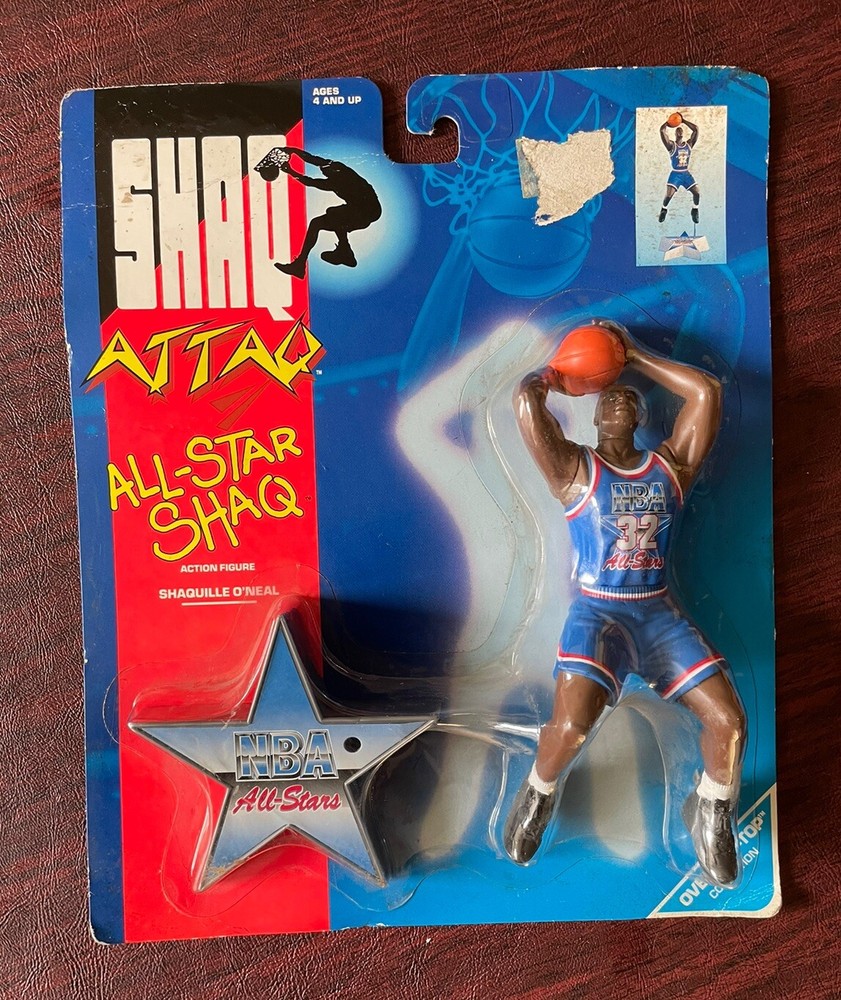 AGES
4 AND UP
SHAQ
ATTAQ™
ALL-STAR
SHAQ
ACTION FIGURE
SHAQUILLE O'NEAL
NBA
32
All-Stars
NBA
All-Stars